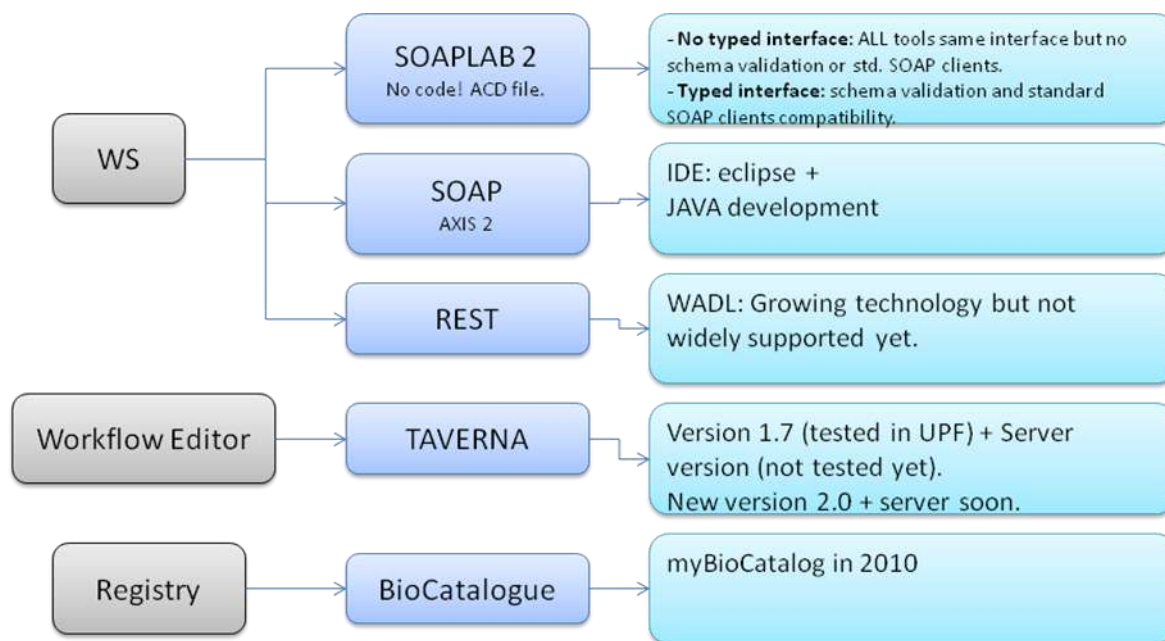 SOAPLAB 2
No code! ACD file.
- No typed interface: ALL tools same interface but no
schema validation or std. SOAP clients.
- Typed interface: schema validation and standard
SOAP clients compatibility.
WS
SOAP
AXIS 2
IDE: eclipse +
JAVA development
REST
WADL: Growing technology but not
widely supported yet.
Workflow Editor
TAVERNA
Version 1.7 (tested in UPF) + Server
version (not tested yet).
New version 2.0 + server soon.
Registry
BioCatalogue
myBioCatalog in 2010